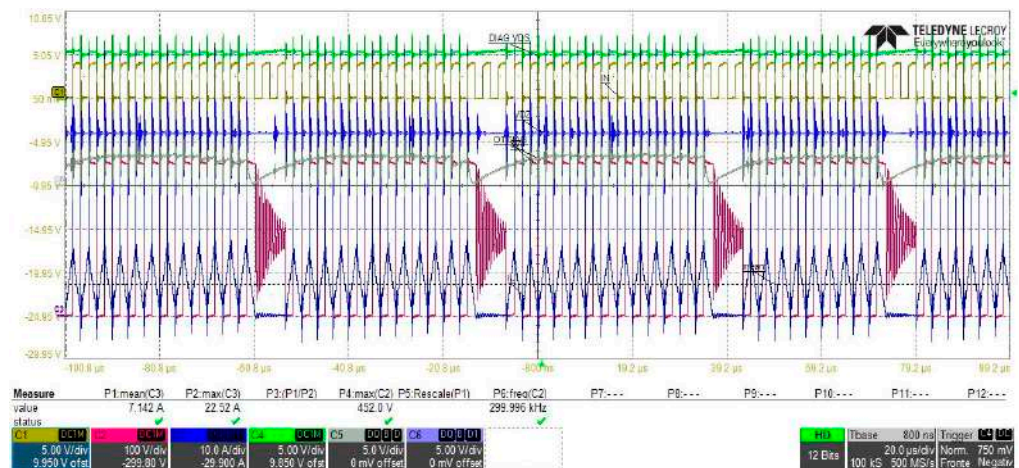 10.05 V
TELEDYNE LECROY
Everywhereyoulook
DIAG VDS
5.05 V
IN
C1
50 mV
-4.95 V
-9.95 V
-14.95 V
-19.95 V
-24.95 V
-29.95 V
-100.8 µs -80.8 µs -60.8 µs -40.8 µs -20.8 µs -800 ns 19.2 µs 39.2 µs 59.2 µs 79.2 µs 99.2 µs
Measure P1:mean(C3) P2:max(C3) P3:(P1/P2) P4:max(C2) P5:Rescale(P1) P6:freq(C2) P7:--- P8:--- P9:--- P10:--- P11:--- P12:---
value 7.142 A 22.52 A 452.0 V 299.996 kHz
status
C1 DC1M C4 DC1M C5 C6
5.00 V/div 100 V/div 10.0 A/div 5.00 V/div 5.0 V/div 5.00 V/div
9.950 V ofst -299.80 V -29.900 A 9.850 V ofst 0 mV offset 0 mV offset
HD Tbase 800 ns Trigger
12 Bits 20.0 µs/div Norm. 750 mV
100 kS 500 MS/s Fronte Negativ